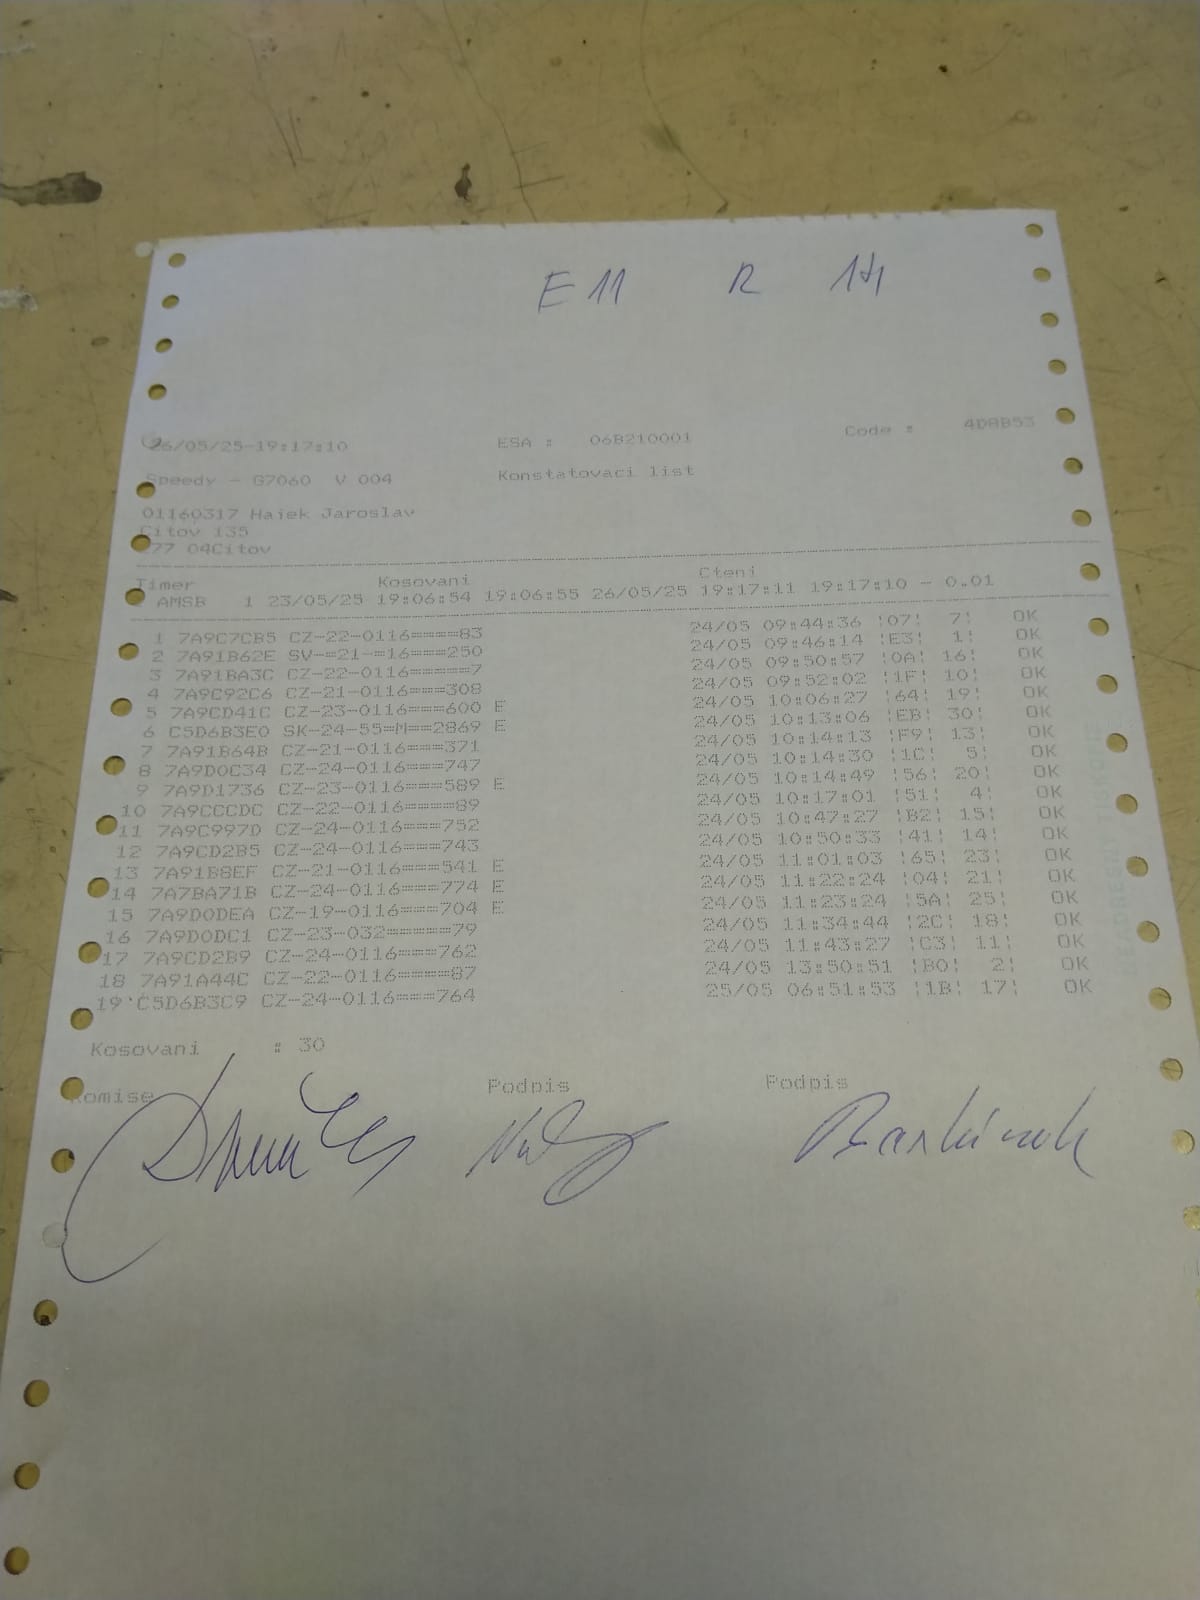 E 11 R 14
26/05/25-19:17:10 ESA : 06B210001 Code : 4D8B53
Speedy - G7060 V 004 Konstatovaci list
01160317 Hajek Jaroslav
Citov 135
277 04Citov
Timer Kosovani Cteni
AMSB 1 23/05/25 19:06:54 19:06:55 26/05/25 19:17:11 19:17:10 - 0.01
1 7A9C7CB5 CZ-22-0116====83 24/05 09:44:36 ¦07¦ 7¦ OK
2 7A91B62E SV-=21-=16===250 24/05 09:46:14 ¦E3¦ 1¦ OK
3 7A91BA3C CZ-22-0116=====7 24/05 09:50:57 ¦0A¦ 16¦ OK
4 7A9C92C6 CZ-21-0116===308 24/05 09:52:02 ¦1F¦ 10¦ OK
5 7A9CD41C CZ-23-0116===600 E 24/05 10:06:27 ¦64¦ 19¦ OK
6 C5D6B3E0 SK-24-55=M==2869 E 24/05 10:13:06 ¦EB¦ 30¦ OK
7 7A91B64B CZ-21-0116===371 24/05 10:14:13 ¦F9¦ 13¦ OK
8 7A9D0C34 CZ-24-0116===747 24/05 10:14:30 ¦1C¦ 5¦ OK
9 7A9D1736 CZ-23-0116===589 E 24/05 10:14:49 ¦56¦ 20¦ OK
10 7A9CCCDC CZ-22-0116====89 24/05 10:17:01 ¦51¦ 4¦ OK
11 7A9C997D CZ-24-0116===752 24/05 10:47:27 ¦B2¦ 15¦ OK
12 7A9CD2B5 CZ-24-0116===743 24/05 10:50:33 ¦41¦ 14¦ OK
13 7A91B8EF CZ-21-0116===541 E 24/05 11:01:03 ¦65¦ 23¦ OK
14 7A7BA71B CZ-24-0116===774 E 24/05 11:22:24 ¦04¦ 21¦ OK
15 7A9D0DEA CZ-19-0116===704 E 24/05 11:23:24 ¦5A¦ 25¦ OK
16 7A9D0DC1 CZ-23-032=====79 24/05 11:34:44 ¦2C¦ 18¦ OK
17 7A9CD2B9 CZ-24-0116===762 24/05 11:43:27 ¦C3¦ 11¦ OK
18 7A91A44C CZ-22-0116====87 24/05 13:50:51 ¦B0¦ 2¦ OK
19 C5D6B3C9 CZ-24-0116===764 25/05 06:51:53 ¦1B¦ 17¦ OK
Kosovani : 30
Komise Podpis Podpis